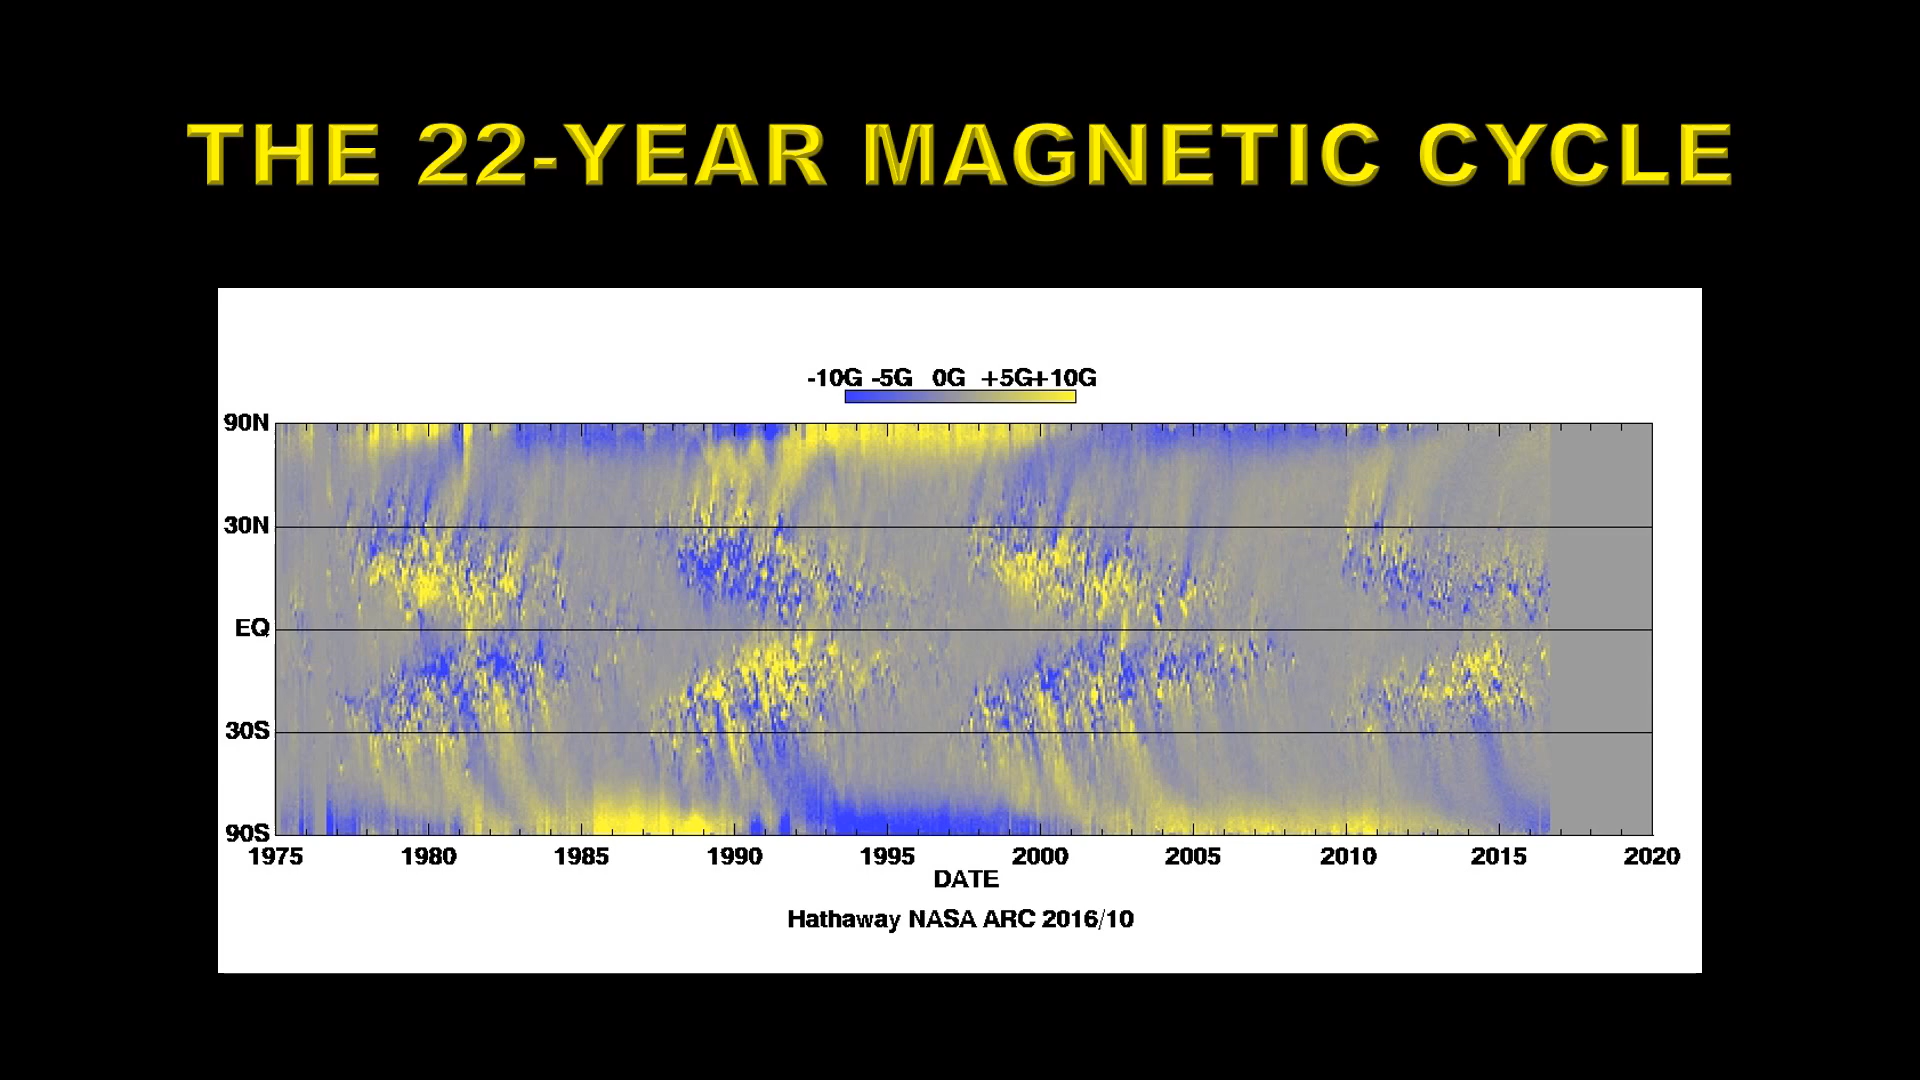 THE 22-YEAR MAGNETIC CYCLE
-10G -5G 0G +5G+10G
90N
30N
EQ
30S
90S
1975 1980 1985 1990 1995 2000 2005 2010 2015 2020
DATE
Hathaway NASA ARC 2016/10